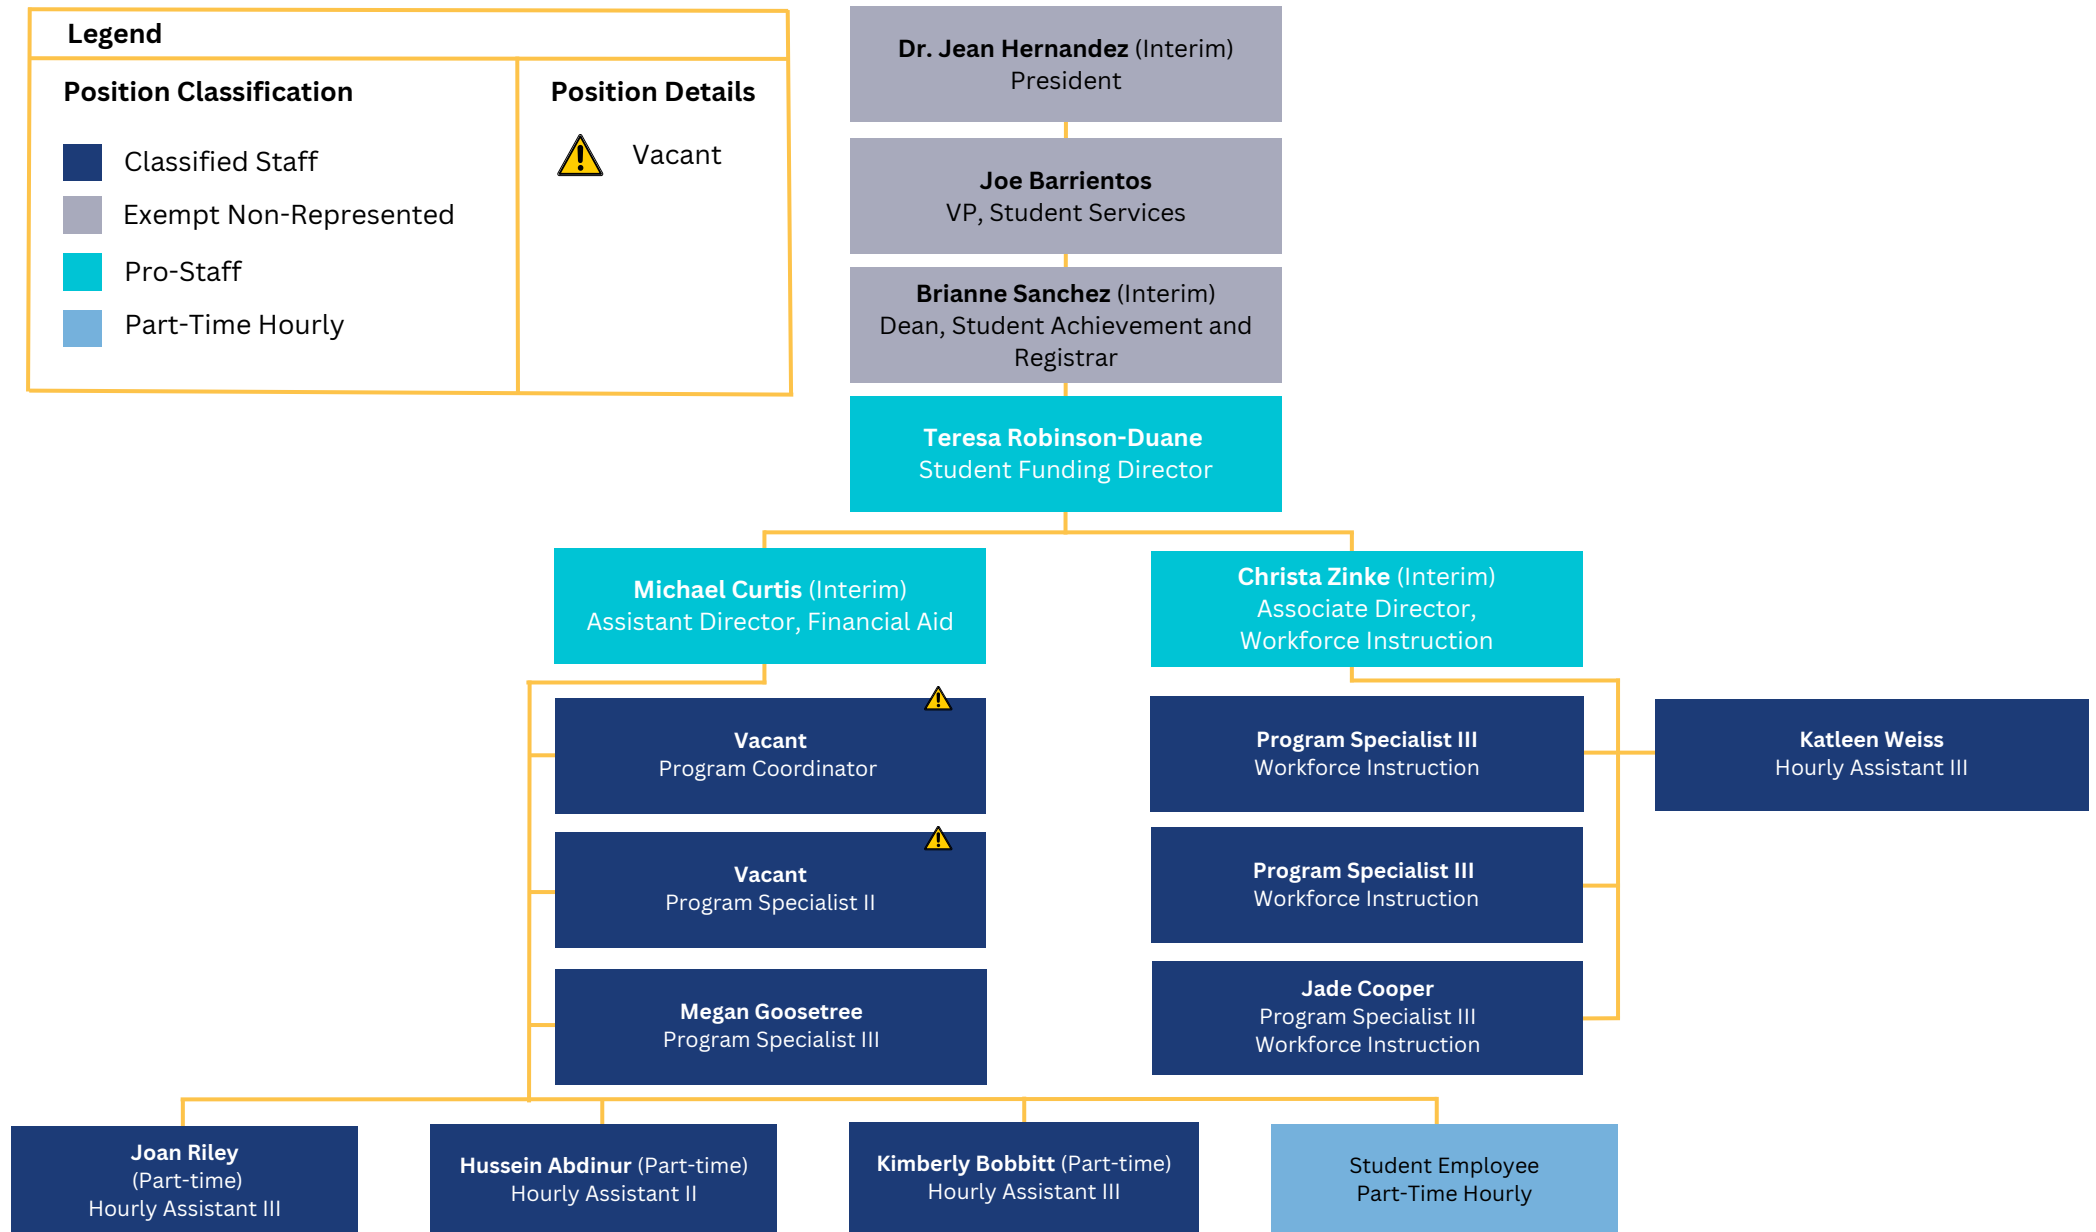 Legend
Position Classification
Classified Staff
Exempt Non-Represented
Pro-Staff
Part-Time Hourly
Position Details
Vacant
Dr. Jean Hernandez (Interim)
President
Joe Barrientos
VP, Student Services
Brianne Sanchez (Interim)
Dean, Student Achievement and
Registrar
Teresa Robinson-Duane
Student Funding Director
Michael Curtis (Interim)
Assistant Director, Financial Aid
Christa Zinke (Interim)
Associate Director,
Workforce Instruction
Vacant
Program Coordinator
Vacant
Program Specialist II
Megan Goosetree
Program Specialist III
Program Specialist III
Workforce Instruction
Katleen Weiss
Hourly Assistant III
Program Specialist III
Workforce Instruction
Jade Cooper
Program Specialist III
Workforce Instruction
Joan Riley
(Part-time)
Hourly Assistant III
Hussein Abdinur (Part-time)
Hourly Assistant II
Kimberly Bobbitt (Part-time)
Hourly Assistant III
Student Employee
Part-Time Hourly